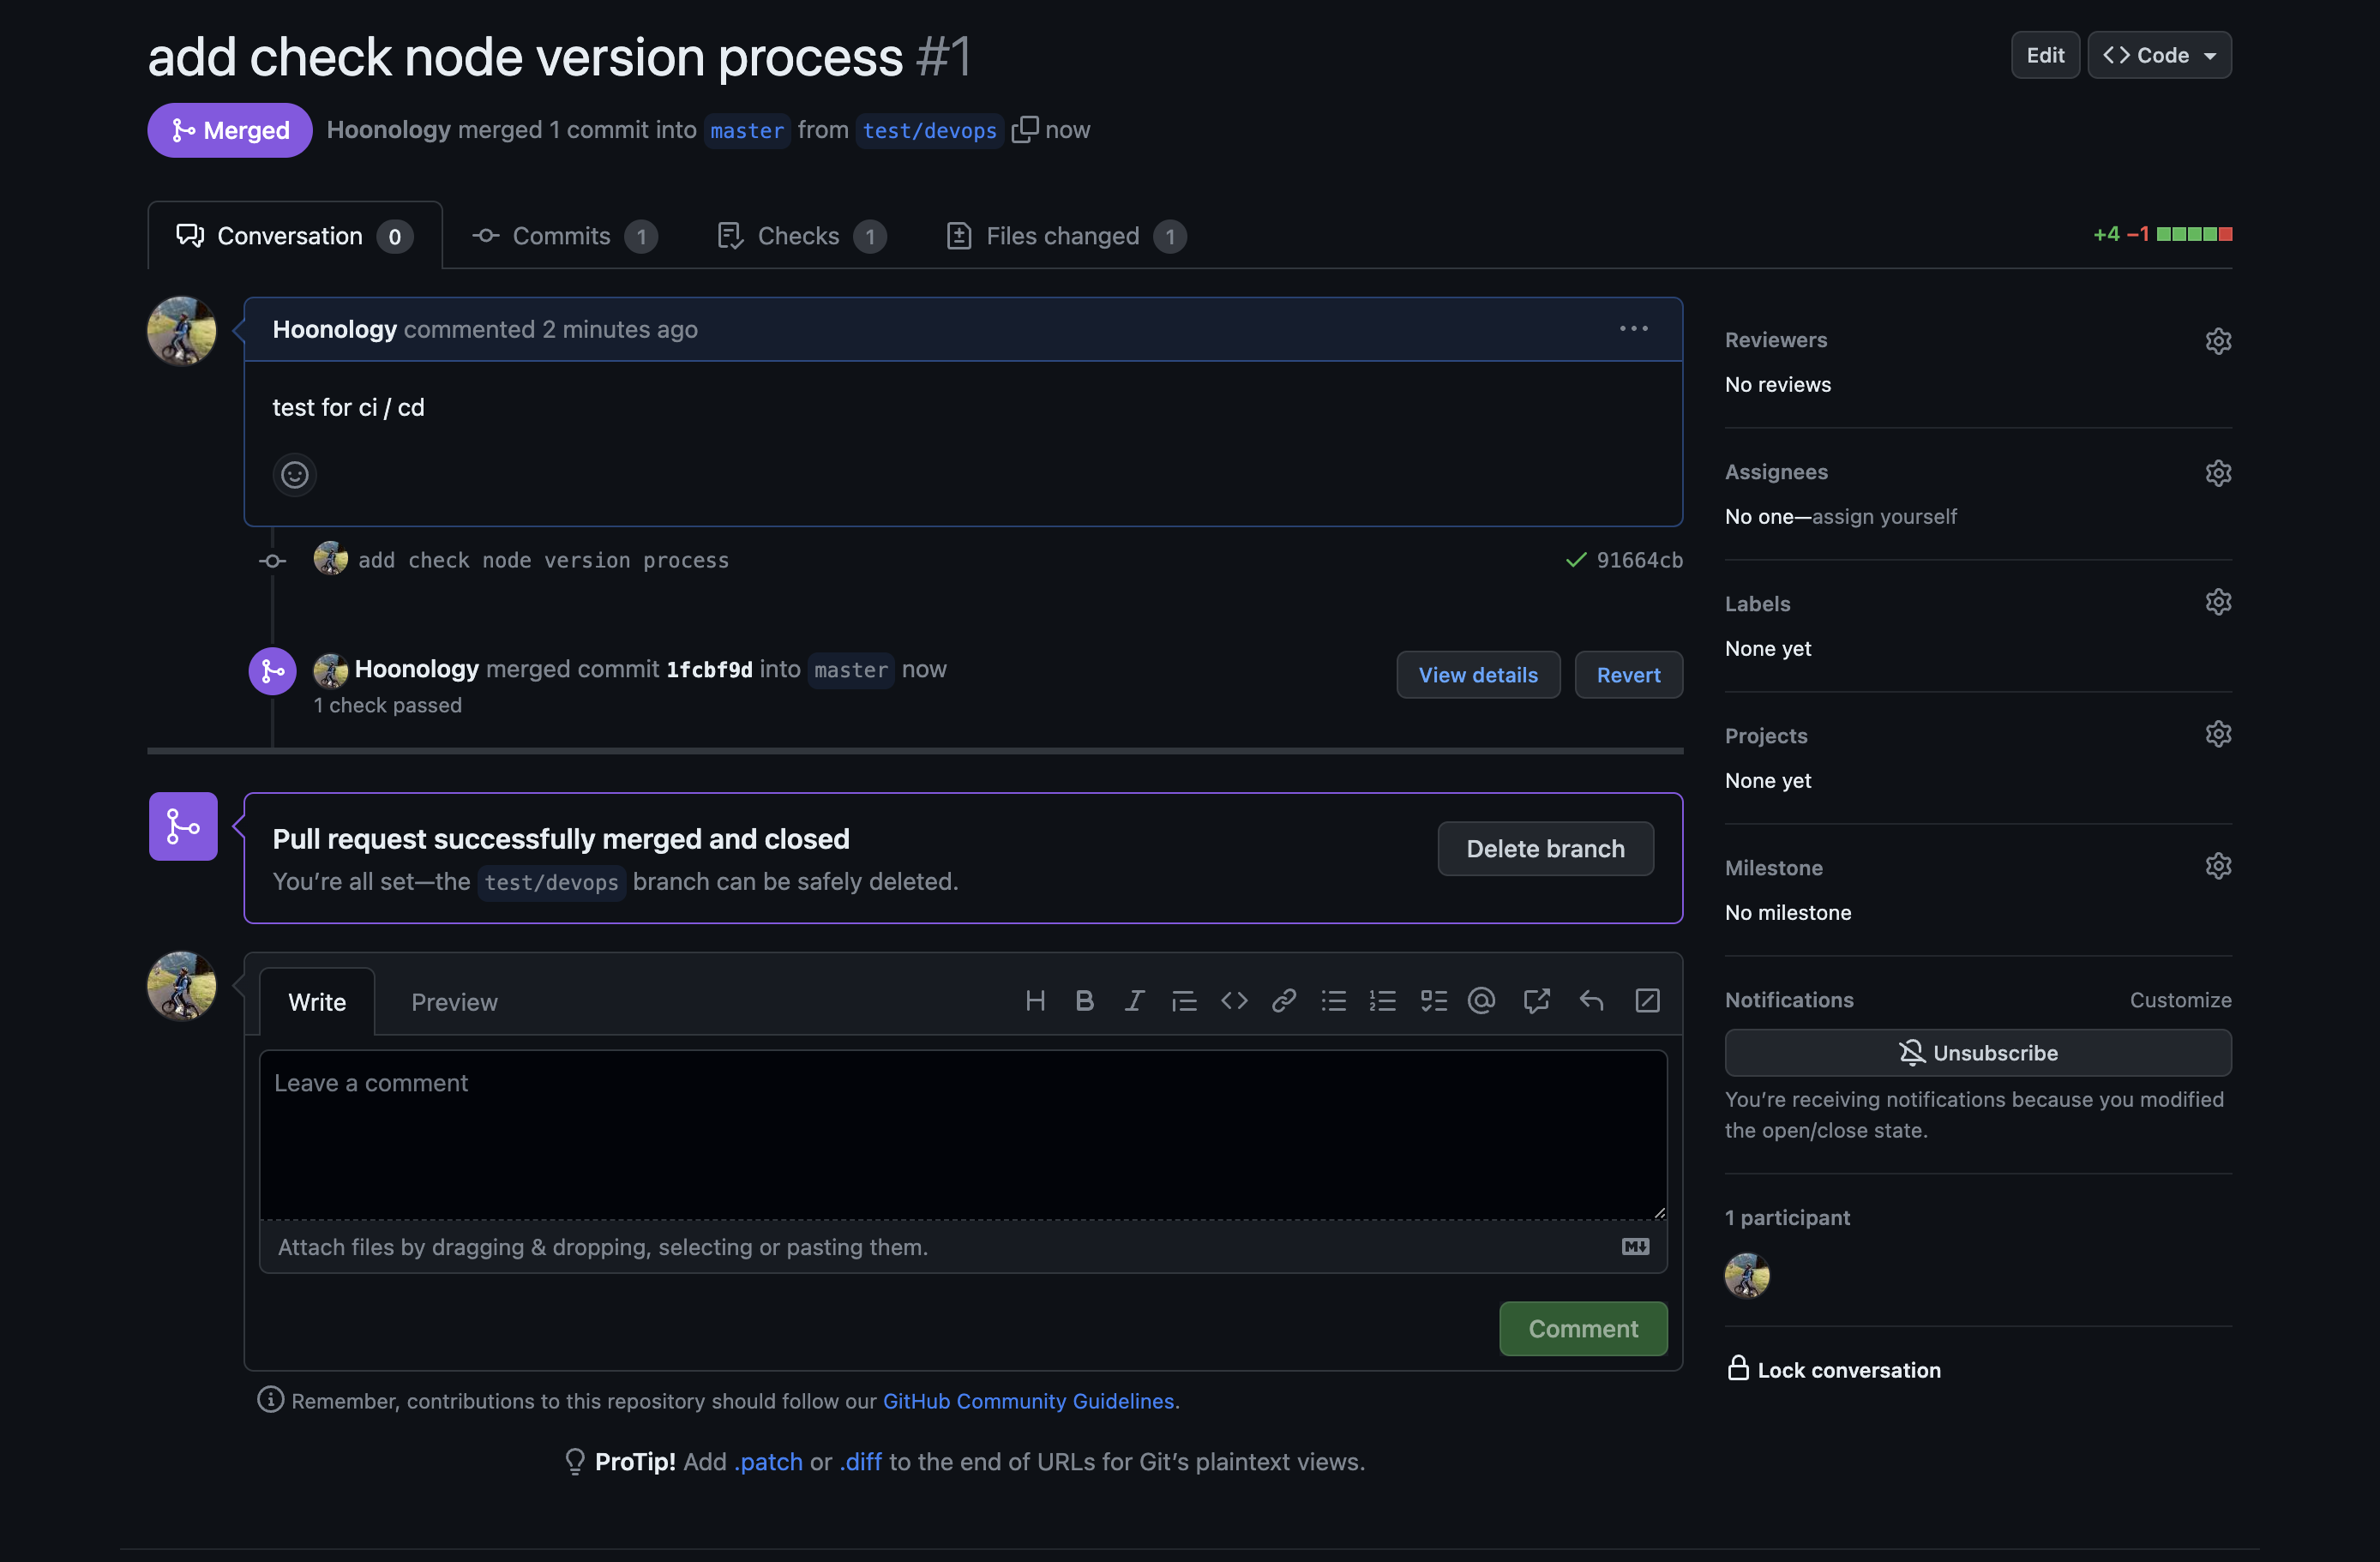 add check node version process #1
Edit
Code
Merged
Hoonology merged 1 commit into master from test/devops now
Conversation 0
Commits 1
Checks 1
Files changed 1
+4 −1
Hoonology commented 2 minutes ago
test for ci / cd
add check node version process
91664cb
Hoonology merged commit 1fcbf9d into master now
1 check passed
View details
Revert
Pull request successfully merged and closed
You’re all set—the test/devops branch can be safely deleted.
Delete branch
Write
Preview
Leave a comment
Attach files by dragging & dropping, selecting or pasting them.
Comment
Remember, contributions to this repository should follow our GitHub Community Guidelines.
ProTip! Add .patch or .diff to the end of URLs for Git’s plaintext views.
Reviewers
No reviews
Assignees
No one—assign yourself
Labels
None yet
Projects
None yet
Milestone
No milestone
Notifications
Customize
Unsubscribe
You’re receiving notifications because you modified
the open/close state.
1 participant
Lock conversation